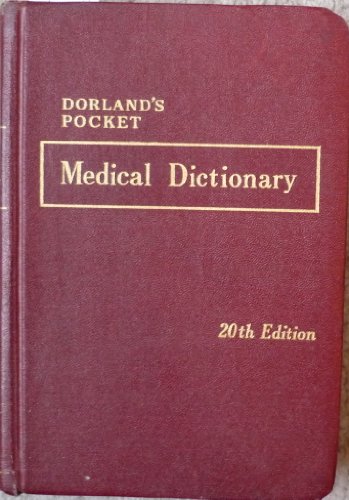 DORLAND'S
POCKET
Medical Dictionary
20th Edition